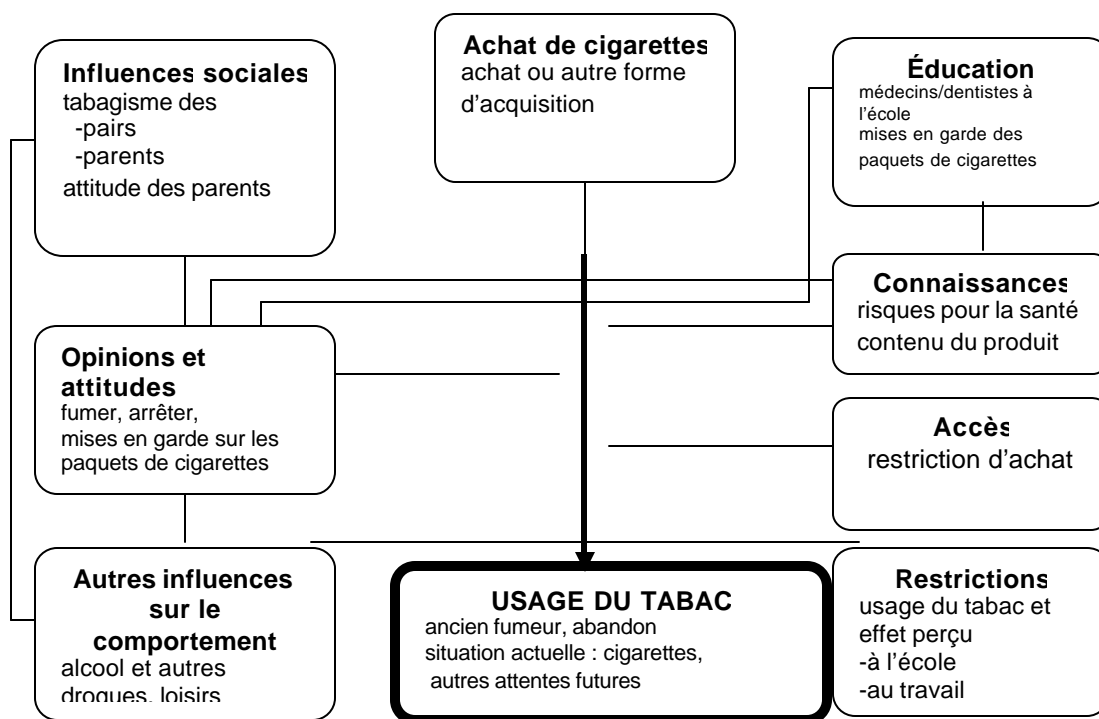 Influences sociales
tabagisme des
-pairs
-parents
attitude des parents
Achat de cigarettes
achat ou autre forme
d'acquisition
Éducation
médecins/dentistes à
l'école
mises en garde des
paquets de cigarettes
Connaissances
risques pour la santé
contenu du produit
Opinions et
attitudes
fumer, arrêter,
mises en garde sur les
paquets de cigarettes
Accès
restriction d'achat
Autres influences
sur le
comportement
alcool et autres
drogues, loisirs
USAGE DU TABAC
ancien fumeur, abandon
situation actuelle : cigarettes,
autres attentes futures
Restrictions
usage du tabac et
effet perçu
-à l'école
-au travail